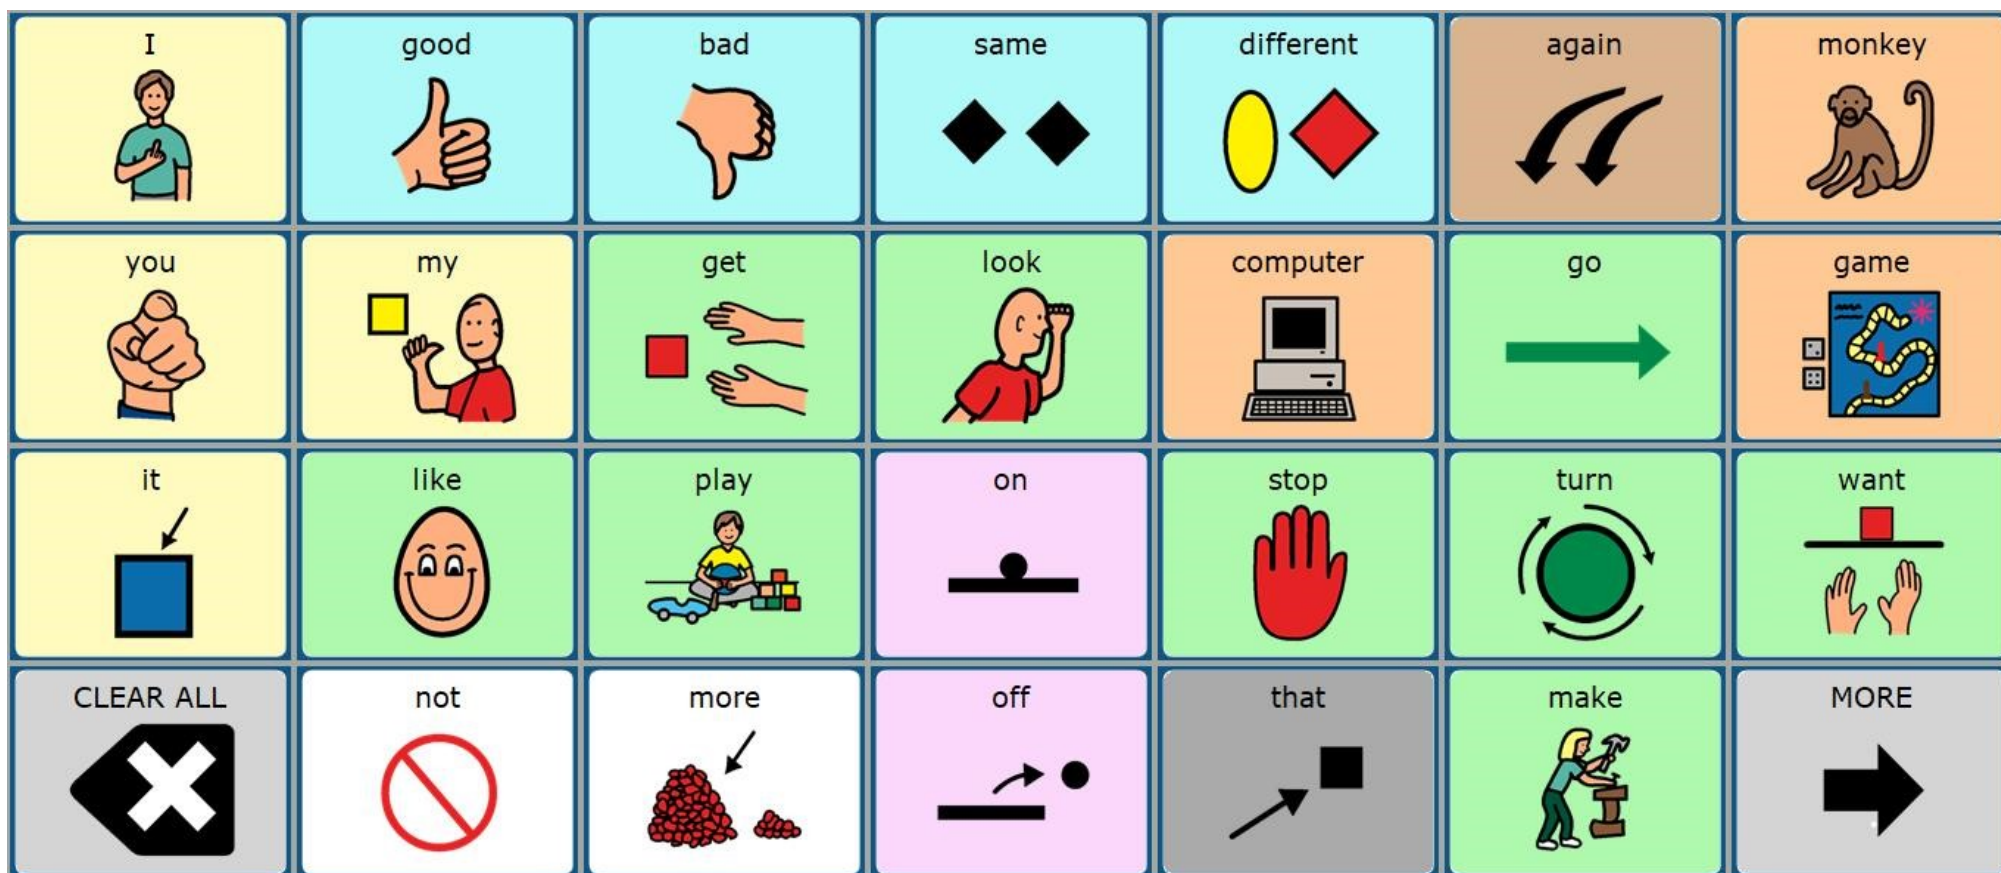 I good bad same different again monkey
you my get look computer go game
it like play on stop turn want
CLEAR ALL not more off that make MORE